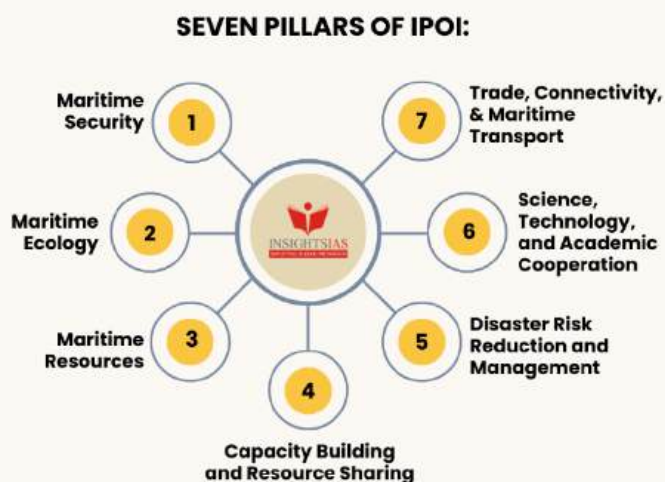 SEVEN PILLARS OF IPOI:
1
Maritime
Security
2
Maritime
Ecology
3
Maritime
Resources
4
Capacity Building
and Resource Sharing
5
Disaster Risk
Reduction and
Management
6
Science,
Technology,
and Academic
Cooperation
7
Trade, Connectivity,
& Maritime
Transport
INSIGHTSIAS